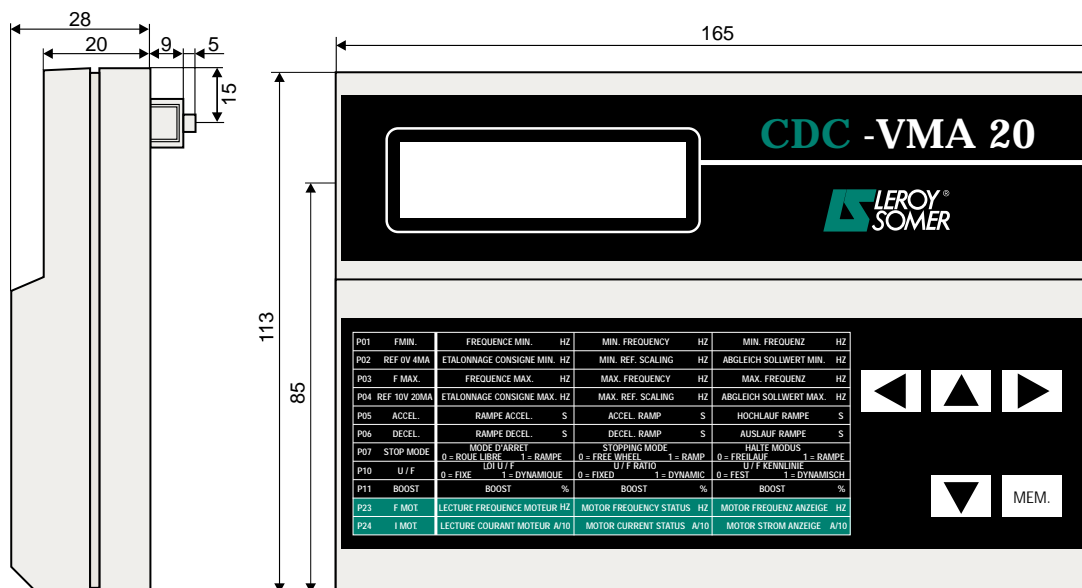 28
20 9 5
15
165
113
85
CDC -VMA 20
LEROY ®
SOMER
P01 FMIN. FREQUENCE MIN. HZ MIN. FREQUENCY HZ MIN. FREQUENZ HZ
P02 REF 0V 4MA ETALONNAGE CONSIGNE MIN. HZ MIN. REF. SCALING HZ ABGLEICH SOLLWERT MIN. HZ
P03 F MAX. FREQUENCE MAX. HZ MAX. FREQUENCY HZ MAX. FREQUENZ HZ
P04 REF 10V 20MA ETALONNAGE CONSIGNE MAX. HZ MAX. REF. SCALING HZ ABGLEICH SOLLWERT MAX. HZ
P05 ACCEL. RAMPE ACCEL. S ACCEL. RAMP S HOCHLAUF RAMPE S
P06 DECEL. RAMPE DECEL. S DECEL. RAMP S AUSLAUF RAMPE S
P07 STOP MODE MODE D'ARRET STOPPING MODE HALTE MODUS
0 = ROUE LIBRE 1 = RAMPE 0 = FREE WHEEL 1 = RAMP 0 = FREILAUF 1 = RAMPE
P10 U / F LOI U / F U / F RATIO U / F KENNLINIE
0 = FIXE 1 = DYNAMIQUE 0 = FIXED 1 = DYNAMIC 0 = FEST 1 = DYNAMISCH
P11 BOOST BOOST % BOOST % BOOST %
P23 F MOT. LECTURE FREQUENCE MOTEUR HZ MOTOR FREQUENCY STATUS HZ MOTOR FREQUENZ ANZEIGE HZ
P24 I MOT. LECTURE COURANT MOTEUR A/10 MOTOR CURRENT STATUS A/10 MOTOR STROM ANZEIGE A/10
MEM.